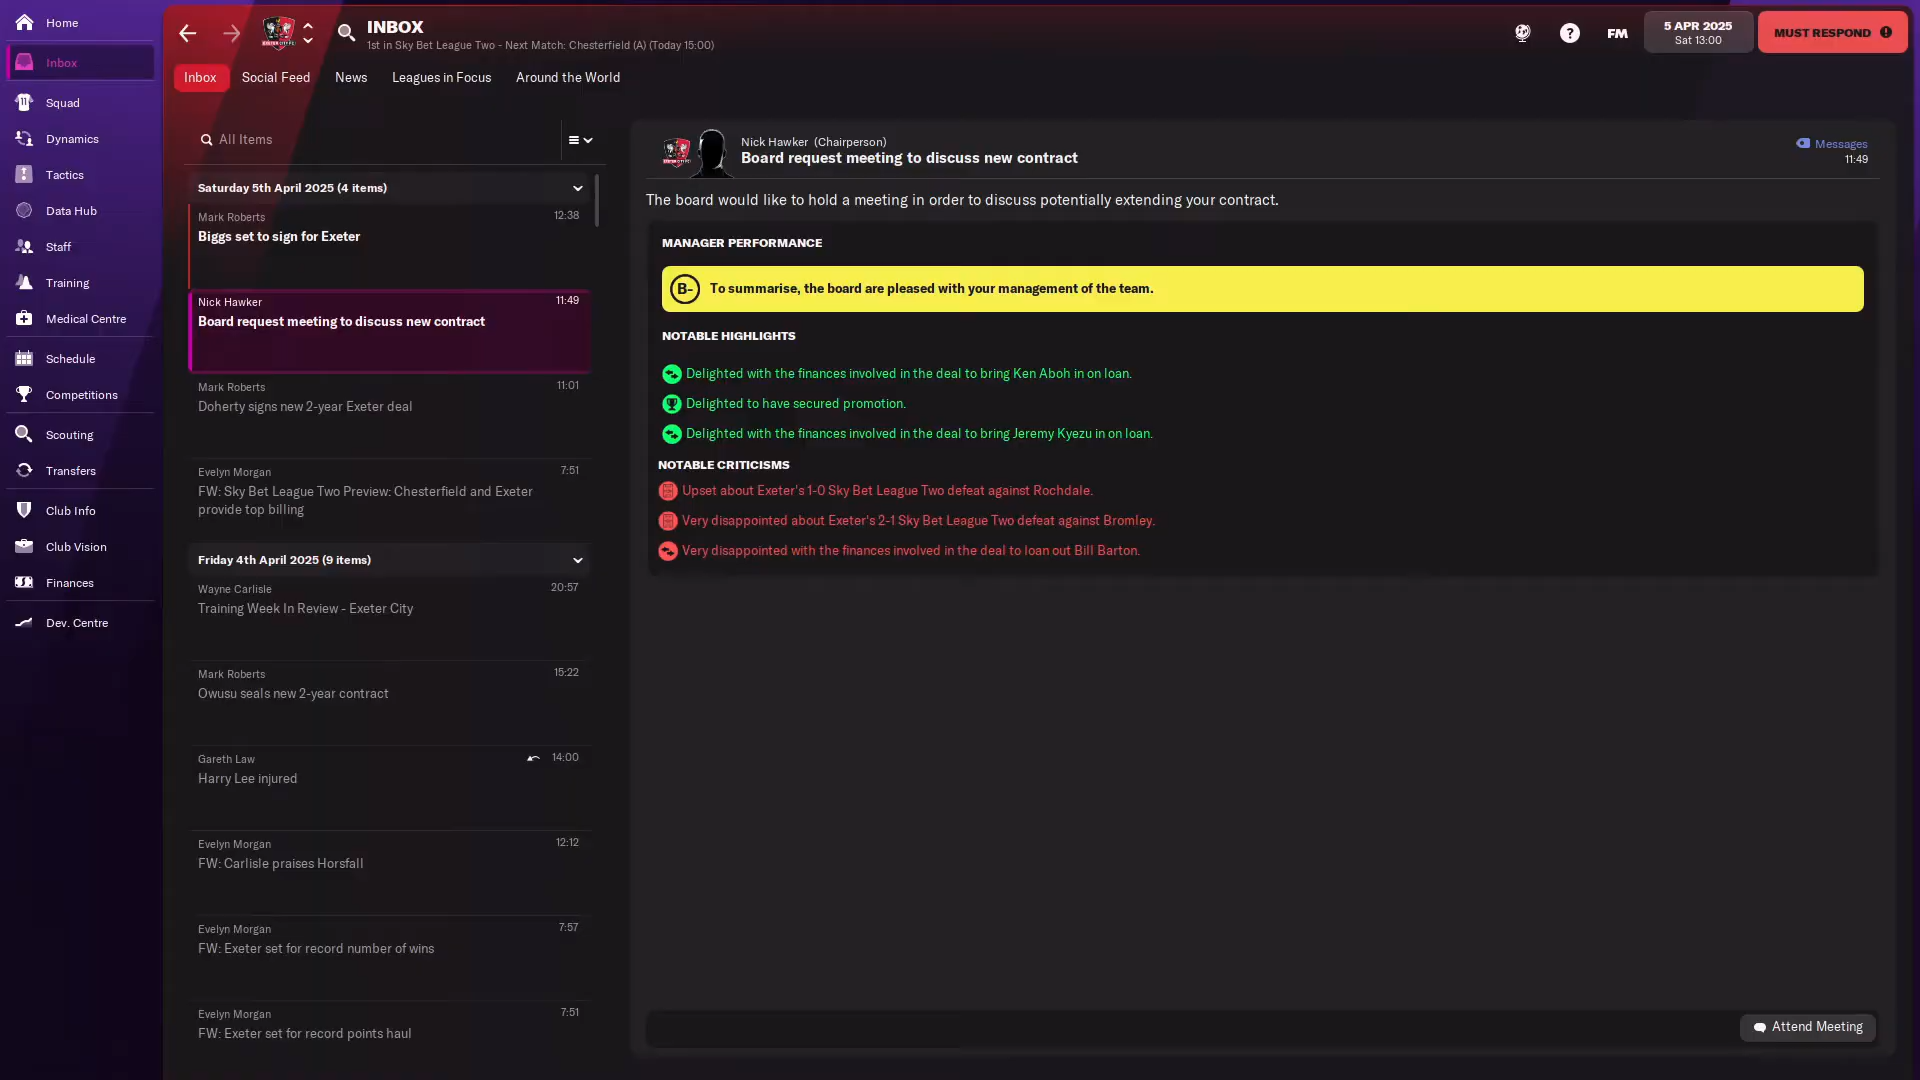 Home
Inbox
Squad
Dynamics
Tactics
Data Hub
Staff
Training
Medical Centre
Schedule
Competitions
Scouting
Transfers
Club Info
Club Vision
Finances
Dev. Centre
INBOX
1st in Sky Bet League Two - Next Match: Chesterfield (A) (Today 15:00)
FM
5 APR 2025
Sat 13:00
MUST RESPOND
Inbox Social Feed News Leagues in Focus Around the World
All Items
Saturday 5th April 2025 (4 items)
Mark Roberts 12:38
Biggs set to sign for Exeter
Nick Hawker 11:49
Board request meeting to discuss new contract
Mark Roberts 11:01
Doherty signs new 2-year Exeter deal
Evelyn Morgan 7:51
FW: Sky Bet League Two Preview: Chesterfield and Exeter
provide top billing
Friday 4th April 2025 (9 items)
Wayne Carlisle 20:57
Training Week In Review - Exeter City
Mark Roberts 15:22
Owusu seals new 2-year contract
Gareth Law 14:00
Harry Lee injured
Evelyn Morgan 12:12
FW: Carlisle praises Horsfall
Evelyn Morgan 7:57
FW: Exeter set for record number of wins
Evelyn Morgan 7:51
FW: Exeter set for record points haul
Nick Hawker (Chairperson)
Board request meeting to discuss new contract
Messages
11:49
The board would like to hold a meeting in order to discuss potentially extending your contract.
MANAGER PERFORMANCE
B- To summarise, the board are pleased with your management of the team.
NOTABLE HIGHLIGHTS
Delighted with the finances involved in the deal to bring Ken Aboh in on loan.
Delighted to have secured promotion.
Delighted with the finances involved in the deal to bring Jeremy Kyezu in on loan.
NOTABLE CRITICISMS
Upset about Exeter's 1-0 Sky Bet League Two defeat against Rochdale.
Very disappointed about Exeter's 2-1 Sky Bet League Two defeat against Bromley.
Very disappointed with the finances involved in the deal to loan out Bill Barton.
Attend Meeting